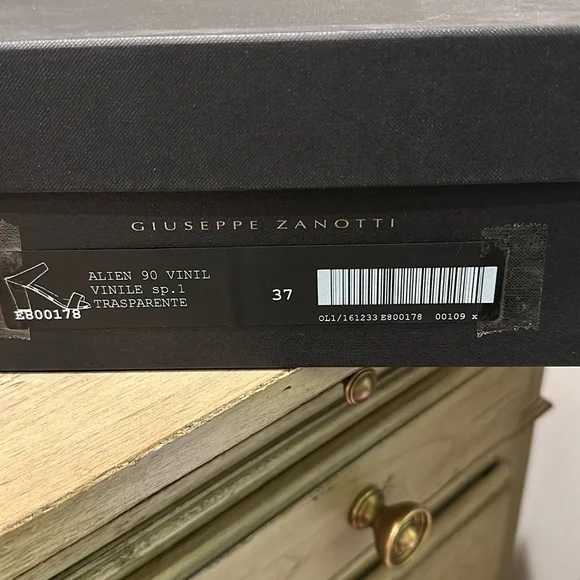 GIUSEPPE ZANOTTI
ALIEN 90 VINIL
VINILE sp.1
TRASPARENTE
E800178
37
OL1/161233 E800178 00109 x